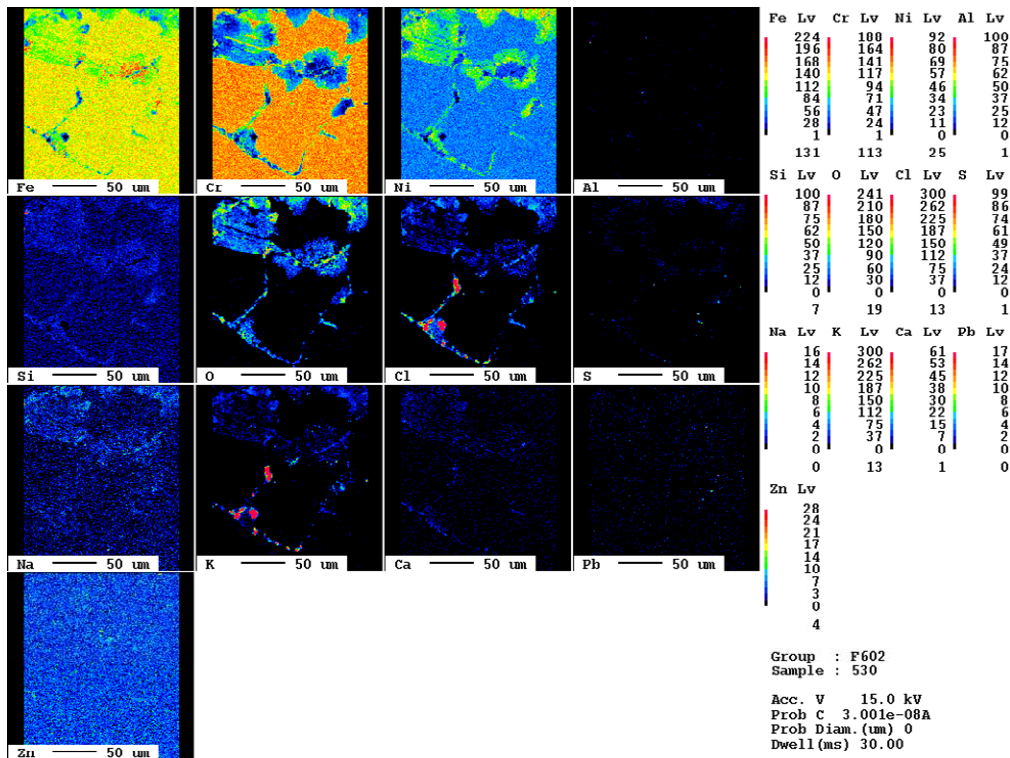 Fe 50 um
Cr 50 um
Ni 50 um
Al 50 um
Si 50 um
O 50 um
Cl 50 um
S 50 um
Na 50 um
K 50 um
Ca 50 um
Pb 50 um
Zn 50 um
Fe Lv Cr Lv Ni Lv Al Lv
224 188 92 100
196 164 80 87
168 141 69 75
140 117 57 62
112 94 46 50
84 71 34 37
56 47 23 25
28 24 11 12
1 1 0 0
131 113 25 1
Si Lv O Lv Cl Lv S Lv
100 241 300 99
87 210 262 86
75 180 225 74
62 150 187 61
50 120 150 49
37 90 112 37
25 60 75 24
12 30 37 12
0 0 0 0
7 19 13 1
Na Lv K Lv Ca Lv Pb Lv
16 300 61 17
14 262 53 14
12 225 45 12
10 187 38 10
8 150 30 8
6 112 22 6
4 75 15 4
2 37 7 2
0 0 0 0
0 13 1 0
Zn Lv
28
24
21
17
14
10
7
3
0
4
Group : F602
Sample : 530
Acc. V 15.0 kV
Prob C 3.001e-08A
Prob Diam.(um) 0
Dwell(ms) 30.00